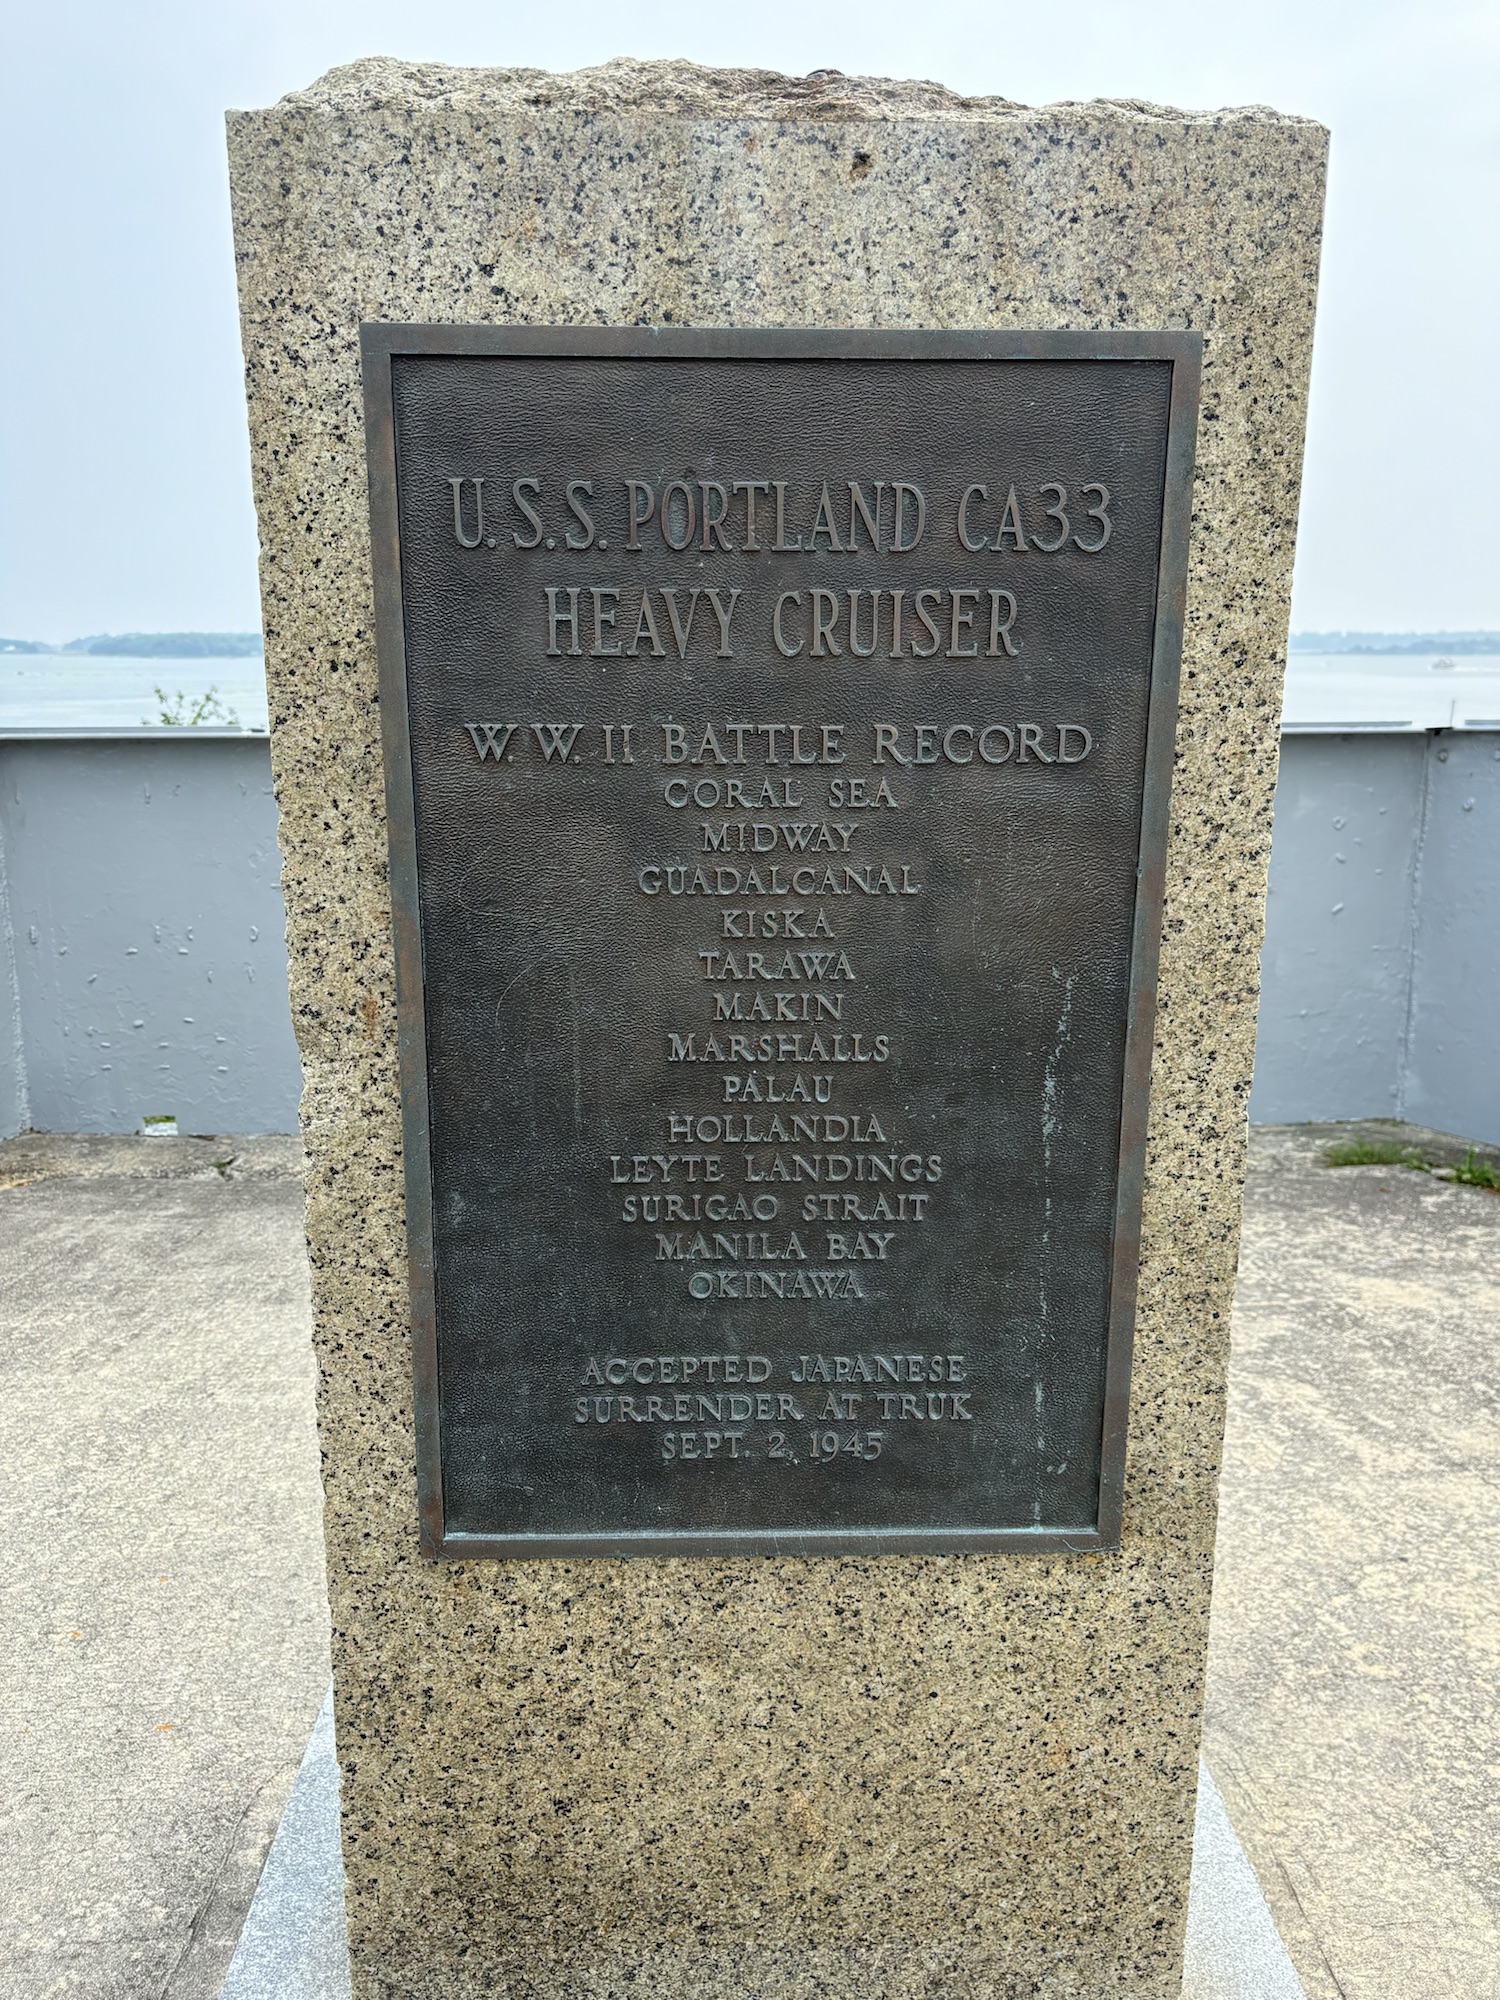 U.S.S. PORTLAND CA33
HEAVY CRUISER
W. W. II BATTLE RECORD
CORAL SEA
MIDWAY
GUADALCANAL
KISKA
TARAWA
MAKIN
MARSHALLS
PALAU
HOLLANDIA
LEYTE LANDINGS
SURIGAO STRAIT
MANILA BAY
OKINAWA
ACCEPTED JAPANESE
SURRENDER AT TRUK
SEPT. 2, 1945